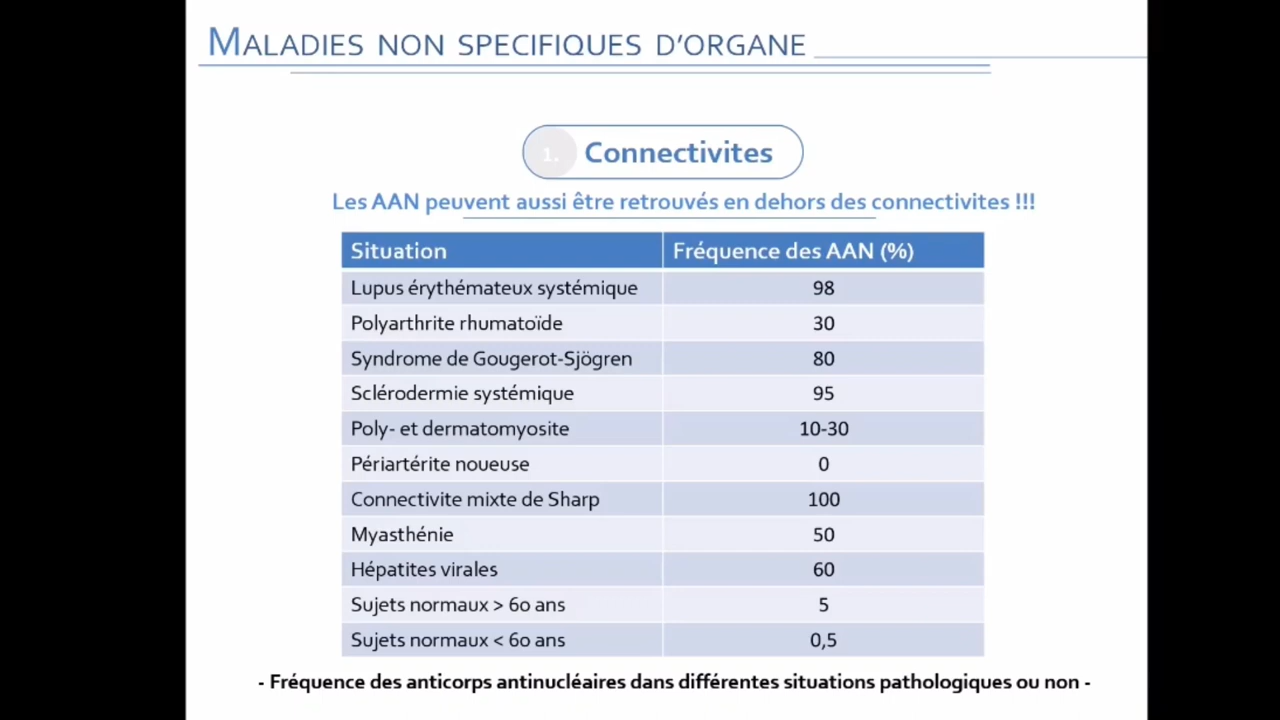 MALADIES NON SPECIFIQUES D'ORGANE
1. Connectivites
Les AAN peuvent aussi être retrouvés en dehors des connectivites !!!
Situation Fréquence des AAN (%)
Lupus érythémateux systémique 98
Polyarthrite rhumatoïde 30
Syndrome de Gougerot-Sjögren 80
Sclérodermie systémique 95
Poly- et dermatomyosite 10-30
Périartérite noueuse 0
Connectivite mixte de Sharp 100
Myasthénie 50
Hépatites virales 60
Sujets normaux > 60 ans 5
Sujets normaux < 60 ans 0,5
- Fréquence des anticorps antinucléaires dans différentes situations pathologiques ou non -